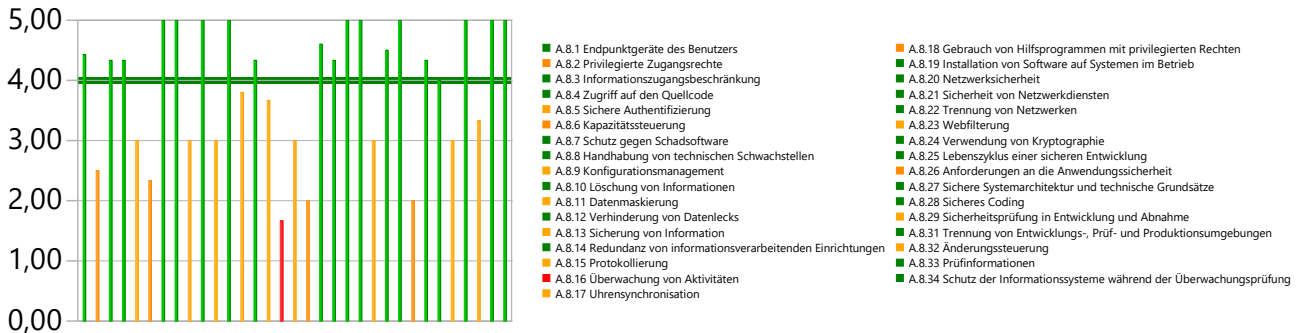 5,00
4,00
3,00
2,00
1,00
0,00
A.8.1 Endpunktgeräte des Benutzers
A.8.2 Privilegierte Zugangsrechte
A.8.3 Informationszugangsbeschränkung
A.8.4 Zugriff auf den Quellcode
A.8.5 Sichere Authentifizierung
A.8.6 Kapazitätssteuerung
A.8.7 Schutz gegen Schadsoftware
A.8.8 Handhabung von technischen Schwachstellen
A.8.9 Konfigurationsmanagement
A.8.10 Löschung von Informationen
A.8.11 Datenmaskierung
A.8.12 Verhinderung von Datenlecks
A.8.13 Sicherung von Information
A.8.14 Redundanz von informationsverarbeitenden Einrichtungen
A.8.15 Protokollierung
A.8.16 Überwachung von Aktivitäten
A.8.17 Uhrensynchronisation
A.8.18 Gebrauch von Hilfsprogrammen mit privilegierten Rechten
A.8.19 Installation von Software auf Systemen im Betrieb
A.8.20 Netzwerksicherheit
A.8.21 Sicherheit von Netzwerkdiensten
A.8.22 Trennung von Netzwerken
A.8.23 Webfilterung
A.8.24 Verwendung von Kryptographie
A.8.25 Lebenszyklus einer sicheren Entwicklung
A.8.26 Anforderungen an die Anwendungssicherheit
A.8.27 Sichere Systemarchitektur und technische Grundsätze
A.8.28 Sicheres Coding
A.8.29 Sicherheitsprüfung in Entwicklung und Abnahme
A.8.31 Trennung von Entwicklungs-, Prüf- und Produktionsumgebungen
A.8.32 Änderungssteuerung
A.8.33 Prüfinformationen
A.8.34 Schutz der Informationssysteme während der Überwachungsprüfung